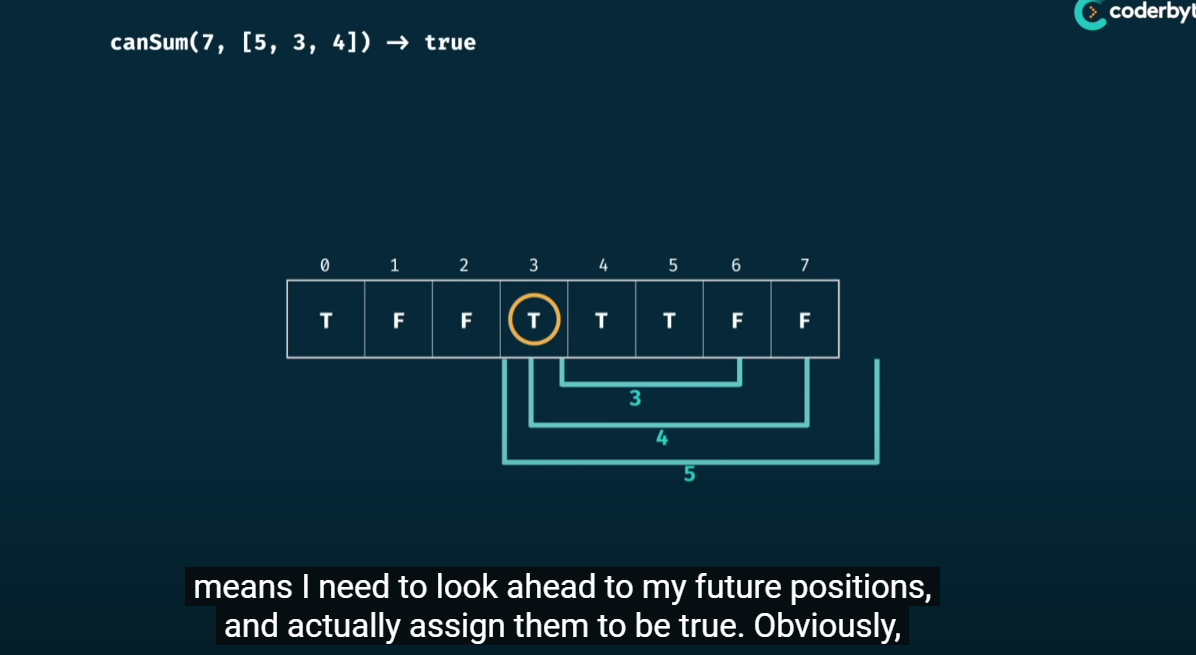 coderbyt
canSum(7, [5, 3, 4]) → true
0 1 2 3 4 5 6 7
T F F T T T F F
3
4
5
means I need to look ahead to my future positions,
and actually assign them to be true. Obviously,